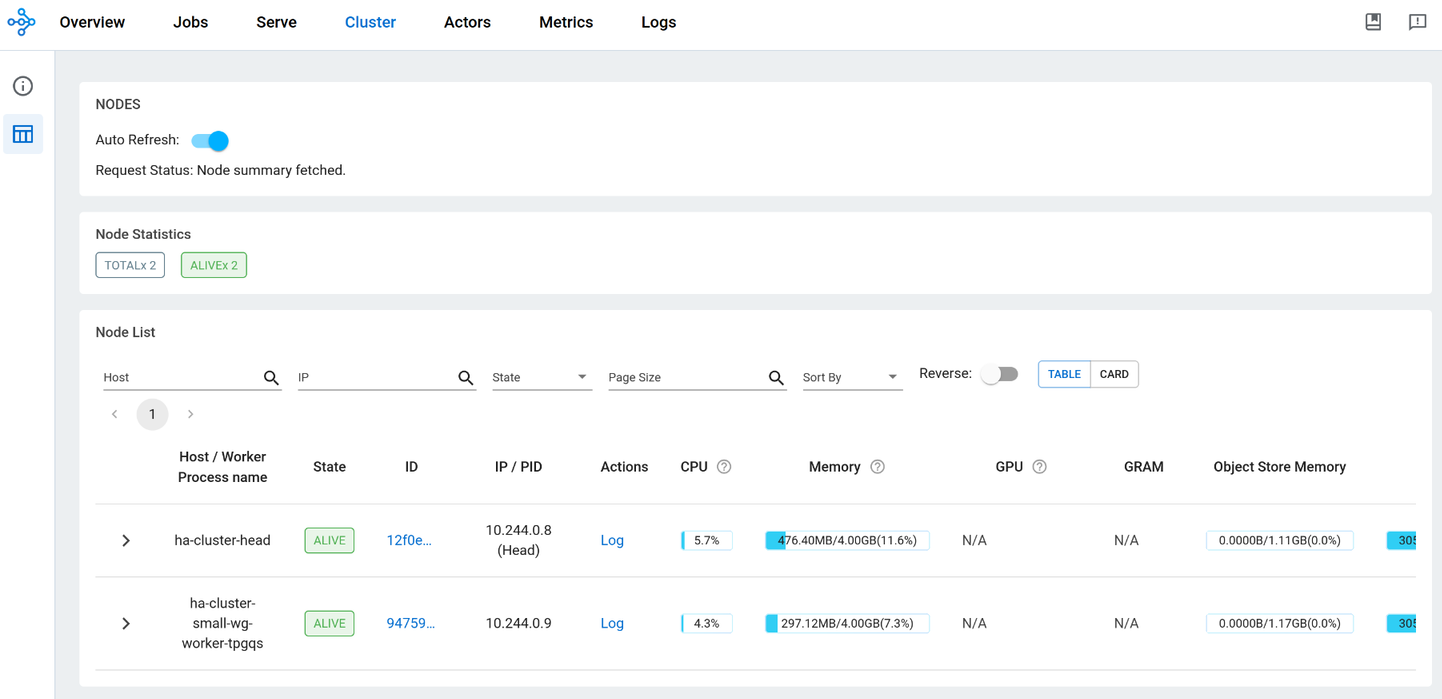 Overview Jobs Serve Cluster Actors Metrics Logs
NODES
Auto Refresh:
Request Status: Node summary fetched.
Node Statistics
TOTALx 2 ALIVEx 2
Node List
Host IP State Page Size Sort By Reverse: TABLE CARD
1
Host / Worker
Process name State ID IP / PID Actions CPU Memory GPU GRAM Object Store Memory
ha-cluster-head ALIVE 12f0e... 10.244.0.8
(Head) Log 5.7% 476.40MB/4.00GB(11.6%) N/A N/A 0.0000B/1.11GB(0.0%) 305
ha-cluster-
small-wg-
worker-tpgqs ALIVE 94759... 10.244.0.9 Log 4.3% 297.12MB/4.00GB(7.3%) N/A N/A 0.0000B/1.17GB(0.0%) 305